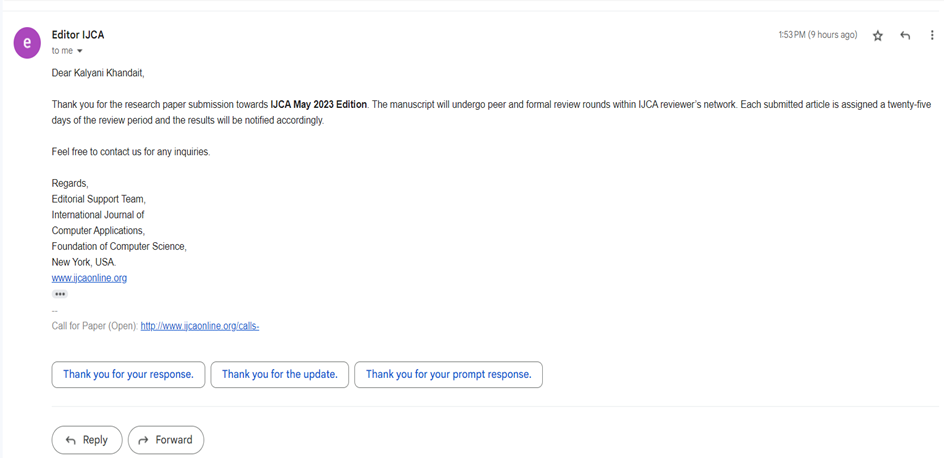 e
Editor IJCA
1:53 PM (9 hours ago)
to me
Dear Kalyani Khandait,
Thank you for the research paper submission towards IJCA May 2023 Edition. The manuscript will undergo peer and formal review rounds within IJCA reviewer's network. Each submitted article is assigned a twenty-five
days of the review period and the results will be notified accordingly.
Feel free to contact us for any inquiries.
Regards,
Editorial Support Team,
International Journal of
Computer Applications,
Foundation of Computer Science,
New York, USA.
www.ijcaonline.org
--
Call for Paper (Open): http://www.ijcaonline.org/calls-
Thank you for your response. Thank you for the update. Thank you for your prompt response.
Reply Forward